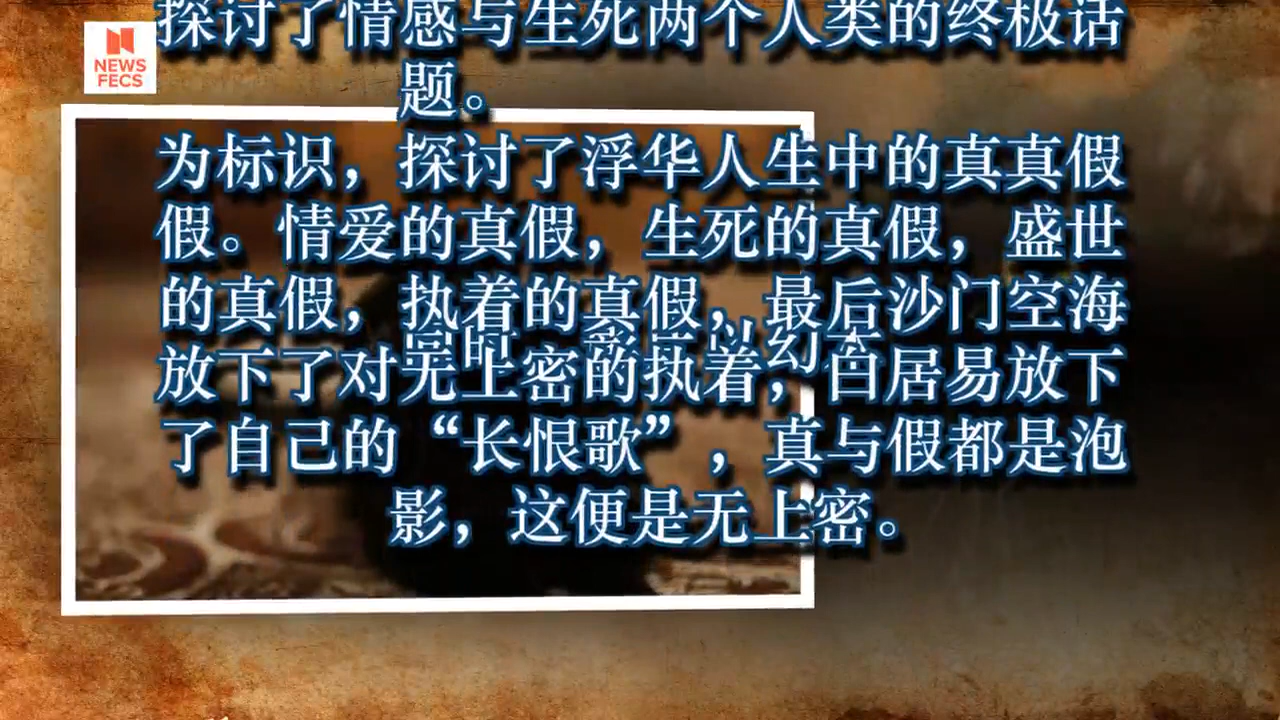 探讨了情感与生死两个人类的终极话
NEWS
FECS
题。
为标识，探讨了浮华人生中的真真假
假。情爱的真假，生死的真假，盛世
的真假，执着的真假，最后沙门空海
放下了对无上密的执着，白居易放下
了自己的“长恨歌”，真与假都是泡
影，这便是无上密。